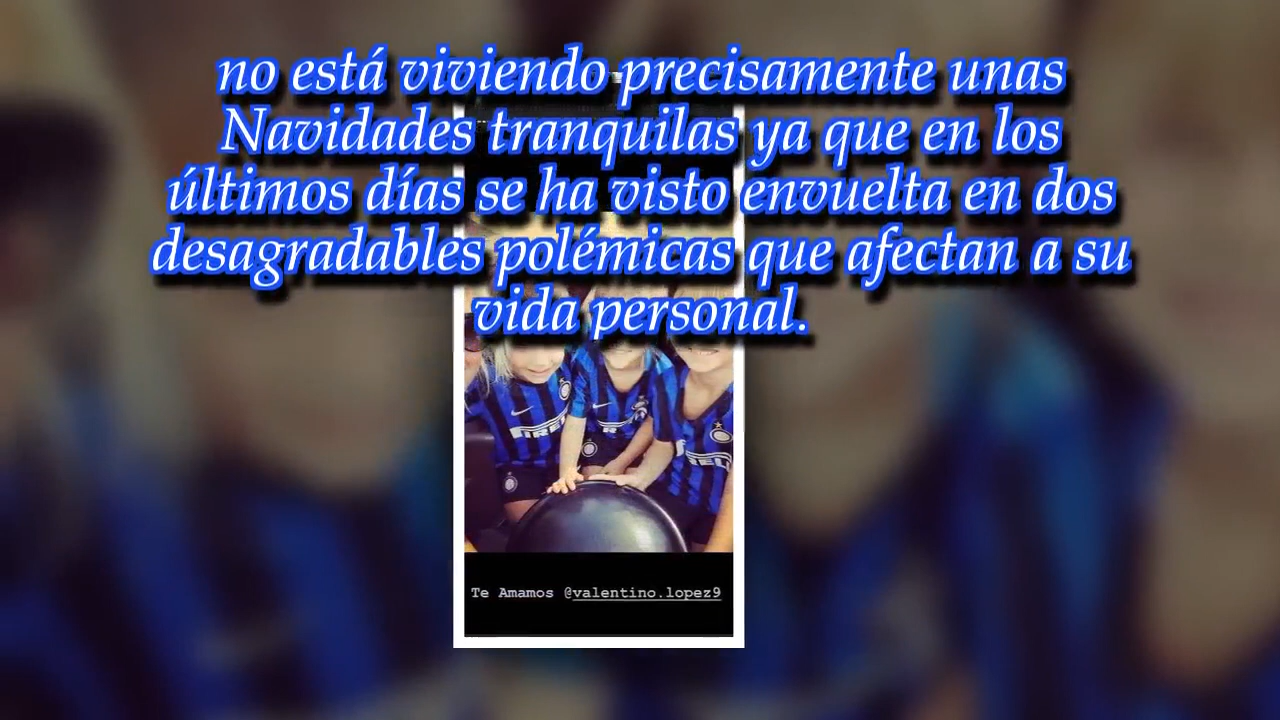 no está viviendo precisamente unas
Navidades tranquilas ya que en los
últimos días se ha visto envuelta en dos
desagradables polémicas que afectan a su
vida personal.
PIRELLI
Te Amamos @valentino.lopez9